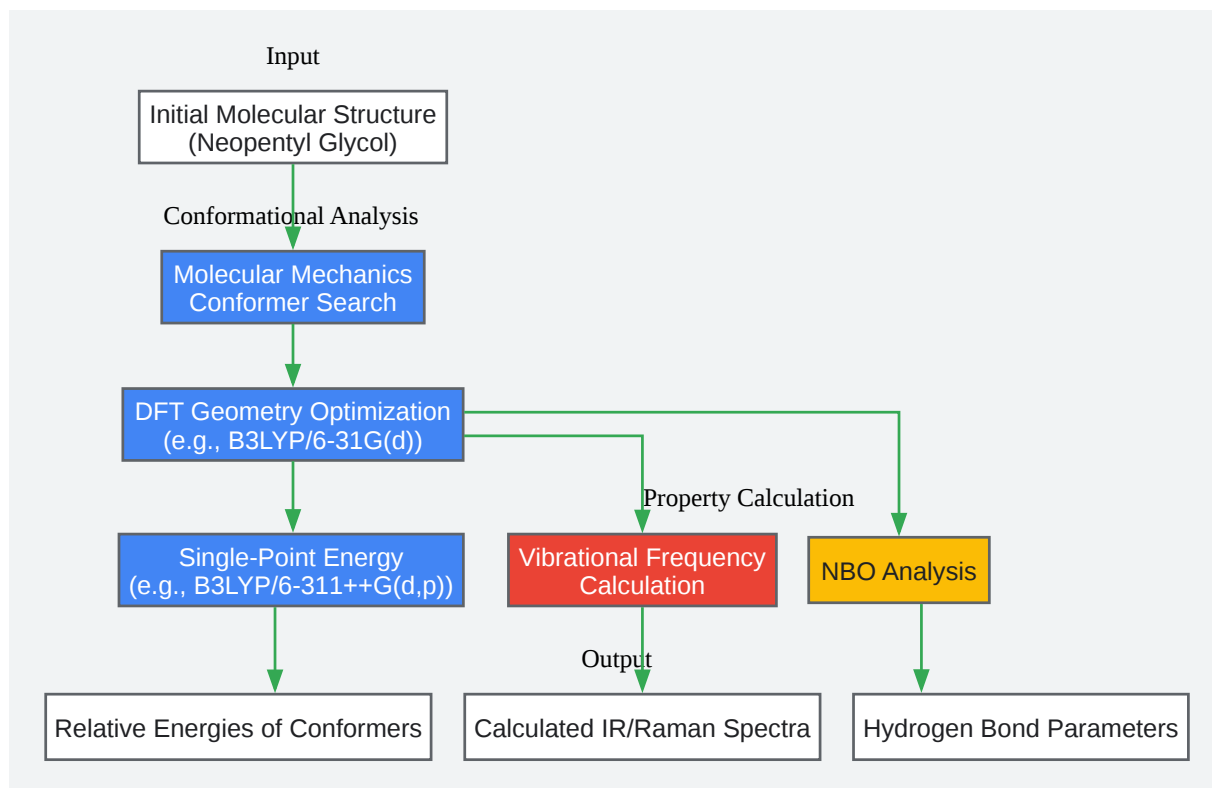 Input
Initial Molecular Structure
(Neopentyl Glycol)
Conformational Analysis
Molecular Mechanics
Conformer Search
DFT Geometry Optimization
(e.g., B3LYP/6-31G(d))
Property Calculation
Single-Point Energy
(e.g., B3LYP/6-311++G(d,p))
Vibrational Frequency
Calculation
NBO Analysis
Output
Relative Energies of Conformers
Calculated IR/Raman Spectra
Hydrogen Bond Parameters